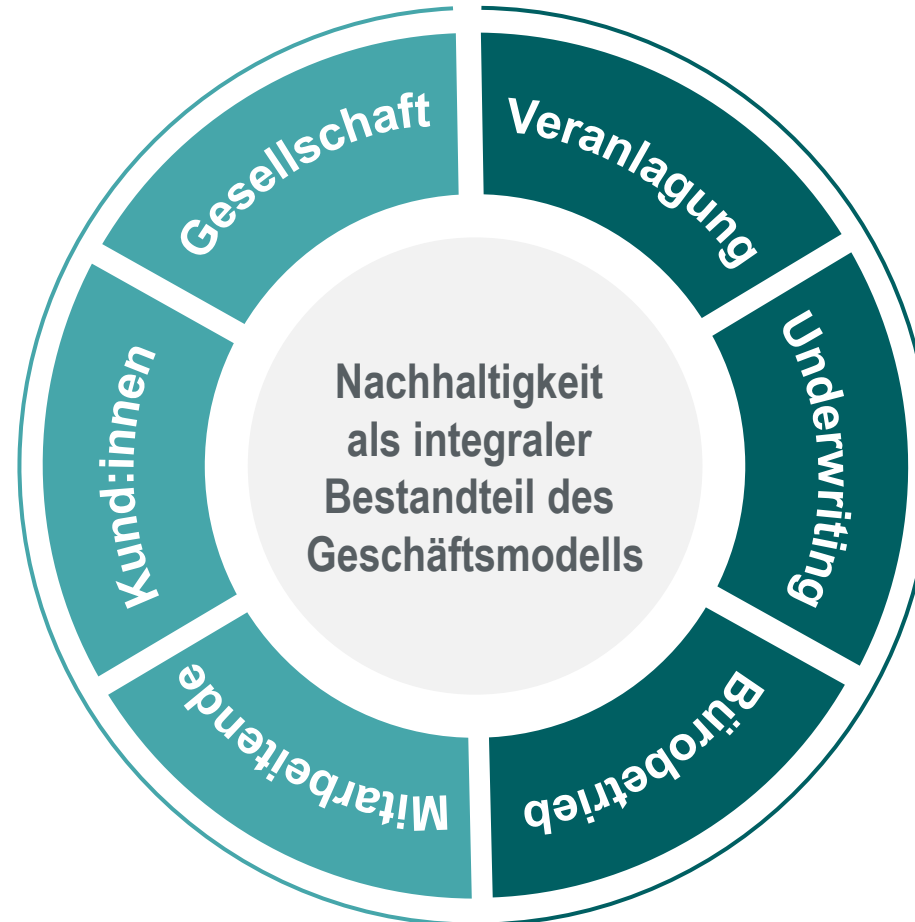 Gesellschaft
Veranlagung
Underwriting
Bürobetrieb
Mitarbeitende
Kund:innen
Nachhaltigkeit
als integraler
Bestandteil des
Geschäftsmodells